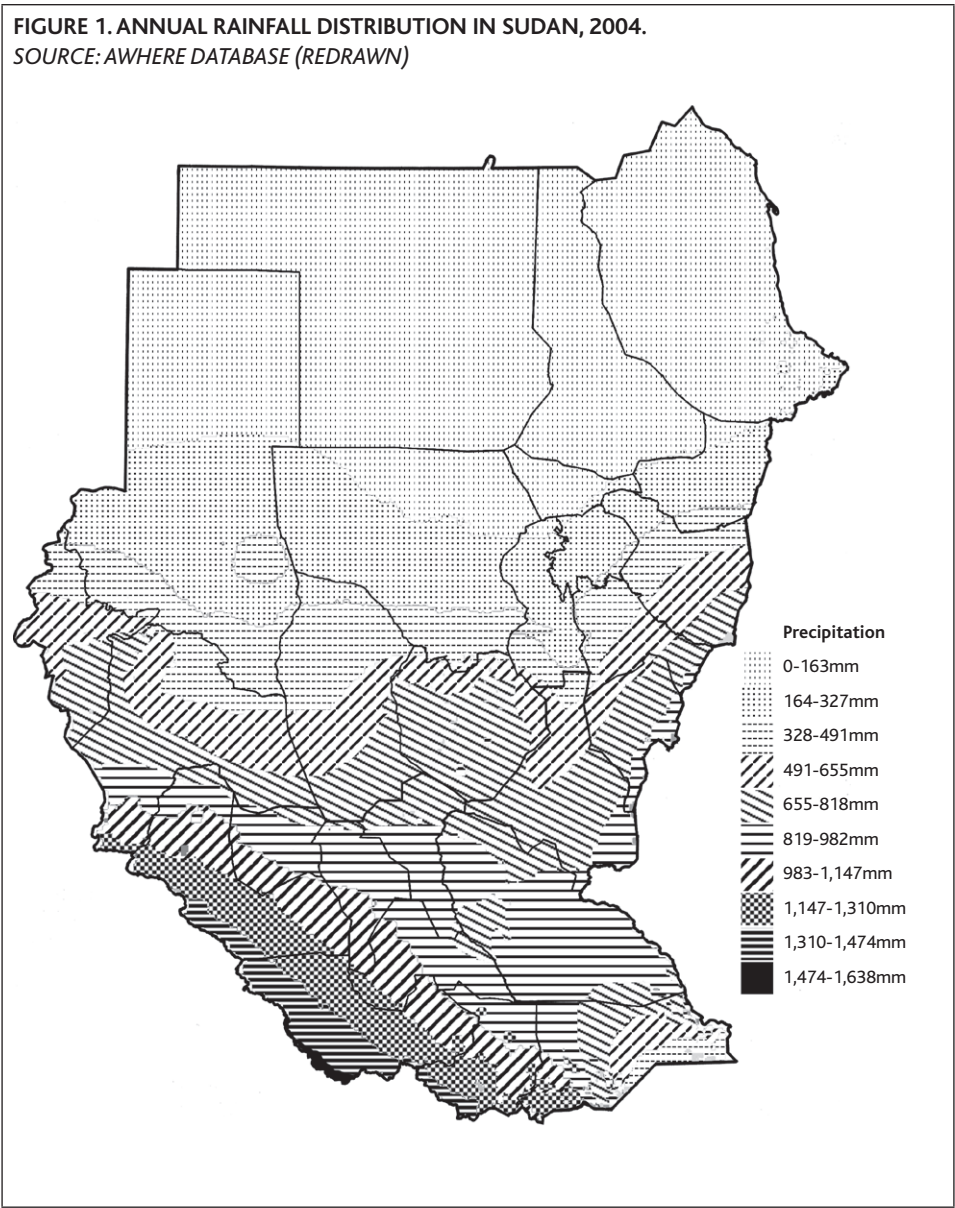 FIGURE 1. ANNUAL RAINFALL DISTRIBUTION IN SUDAN, 2004.
SOURCE: AWHERE DATABASE (REDRAWN)
Precipitation
0-163mm
164-327mm
328-491mm
491-655mm
655-818mm
819-982mm
983-1,147mm
1,147-1,310mm
1,310-1,474mm
1,474-1,638mm